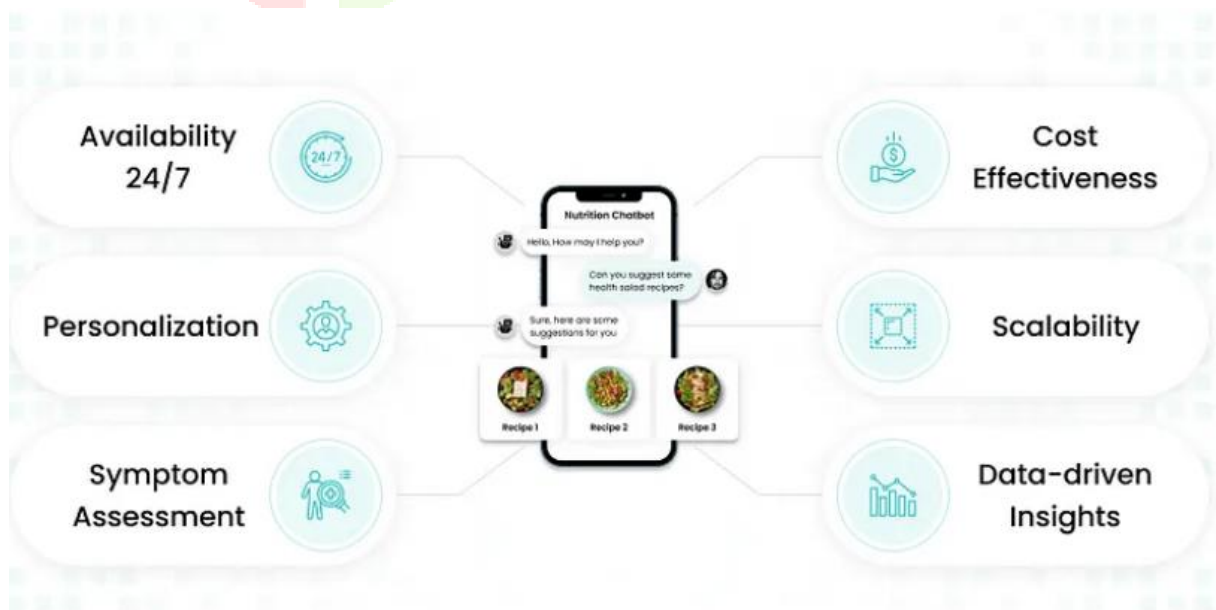 Availability
24/7
24/7
Personalization
Symptom
Assessment
Nutrition Chatbot
Hello, How may I help you?
Can you suggest some
health salad recipes?
Sure, here are some
suggestions for you
Recipe 1
Recipe 2
Recipe 3
Cost
Effectiveness
$
Scalability
Data-driven
Insights